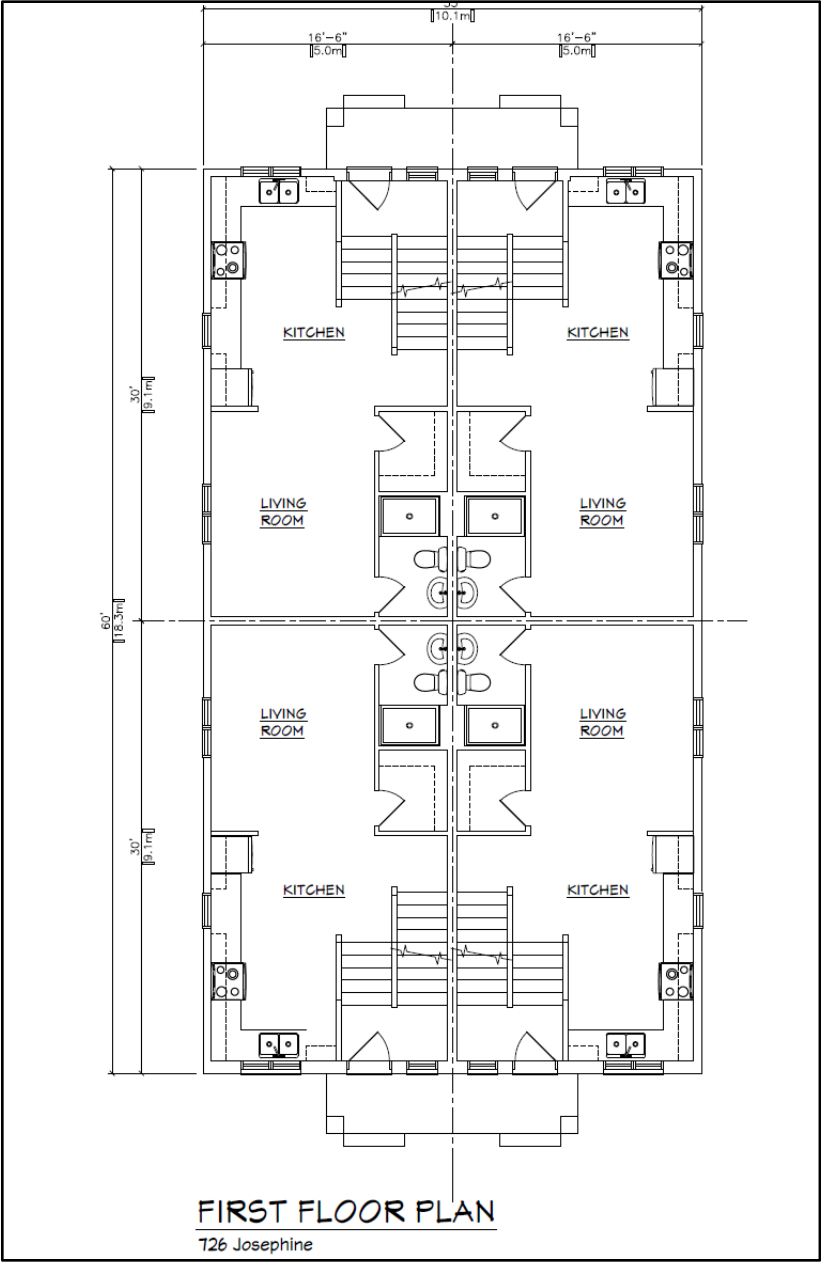 [10.1m]
16'-6"
[5.0m]
16'-6"
[5.0m]
KITCHEN
KITCHEN
30'
[9.1m]
LIVING
ROOM
LIVING
ROOM
60'
[18.3m]
LIVING
ROOM
LIVING
ROOM
30'
[9.1m]
KITCHEN
KITCHEN
FIRST FLOOR PLAN
726 Josephine